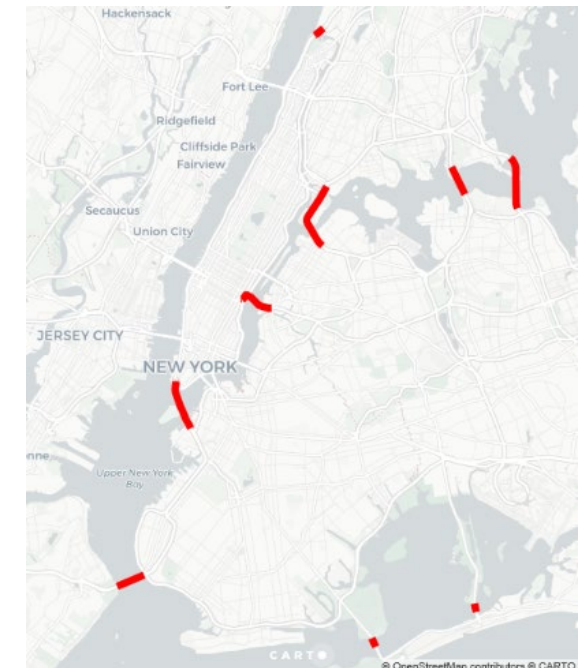 Hackensack
Fort Lee
Ridgefield
Cliffside Park
Fairview
Secaucus
Union City
JERSEY CITY
NEW YORK
nne
Upper New York
Bay
CARTO
© OpenStreetMap contributors © CARTO